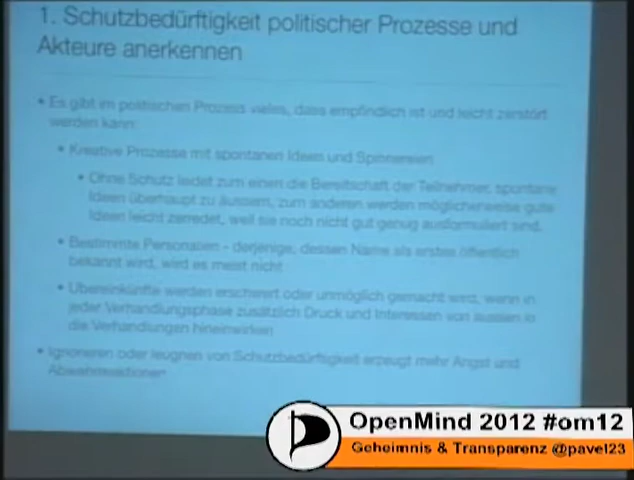 1. Schutzbedürftigkeit politischer Prozesse und
Akteure anerkennen
• Es gibt im politischen Prozess vieles, dass empfindlich ist und leicht zerstört
werden kann:
• Kreative Prozesse mit spontanen Ideen und Spinnereien
• Ohne Schutz leidet zum einen die Bereitschaft der Teilnehmer, spontane
Ideen überhaupt zu äussern, zum anderen werden möglicherweise gute
Ideen leicht zerredet, weil sie noch nicht gut genug ausformuliert sind.
• Bestimmte Personalien - derjenige, dessen Name als erstes öffentlich
bekannt wird, wird es meist nicht
• Übereinkünfte werden erschwert oder unmöglich gemacht wird, wenn in
jeder Verhandlungsphase zusätzlich Druck und Interessen von aussen in
die Verhandlungen hineinwirken
• Ignorieren oder leugnen von Schutzbedürftigkeit erzeugt mehr Angst und
Abwehrreaktionen
OpenMind 2012 #om12
Geheimnis & Transparenz @pavel23